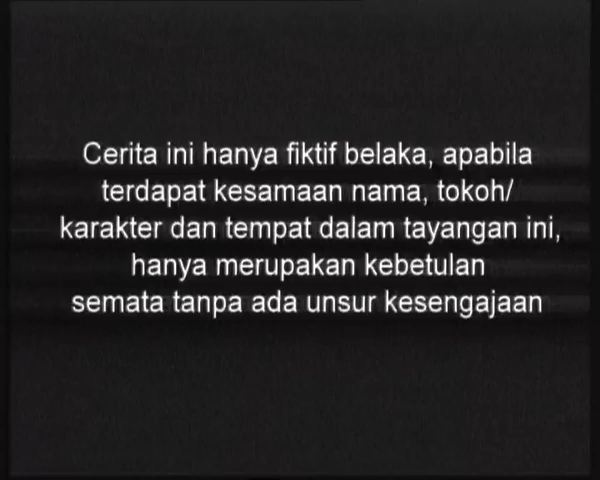 Cerita ini hanya fiktif belaka, apabila
terdapat kesamaan nama, tokoh/
karakter dan tempat dalam tayangan ini,
hanya merupakan kebetulan
semata tanpa ada unsur kesengajaan